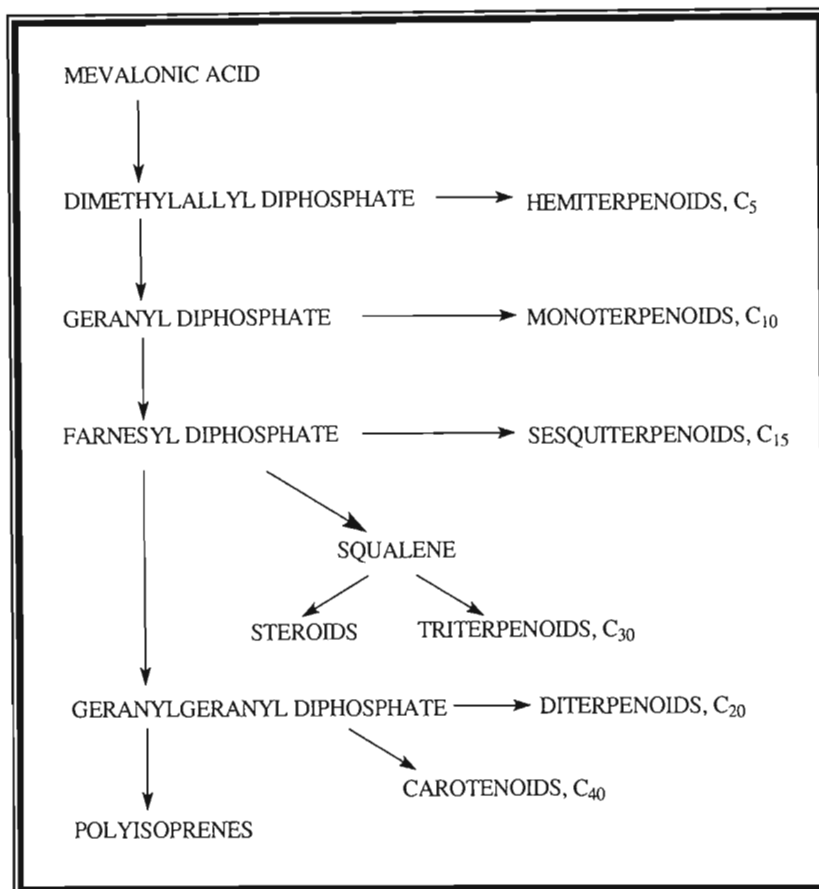 MEVALONIC ACID
DIMETHYLALLYL DIPHOSPHATE
HEMITERPENOIDS, C₅
GERANYL DIPHOSPHATE
MONOTERPENOIDS, C₁₀
FARNESYL DIPHOSPHATE
SESQUITERPENOIDS, C₁₅
SQUALENE
STEROIDS
TRITERPENOIDS, C₃₀
GERANYLGERANYL DIPHOSPHATE
DITERPENOIDS, C₂₀
CAROTENOIDS, C₄₀
POLYISOPRENES